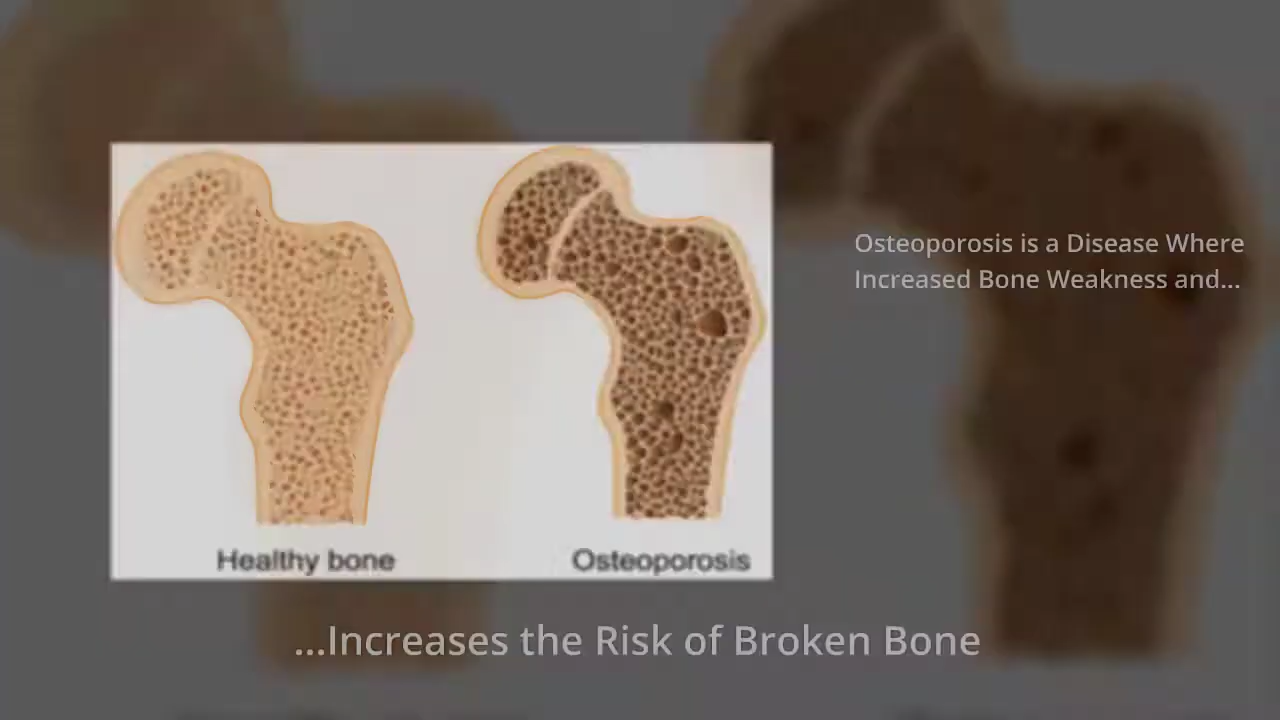 Osteoporosis is a Disease Where
Increased Bone Weakness and...
Healthy bone
Osteoporosis
...Increases the Risk of Broken Bone